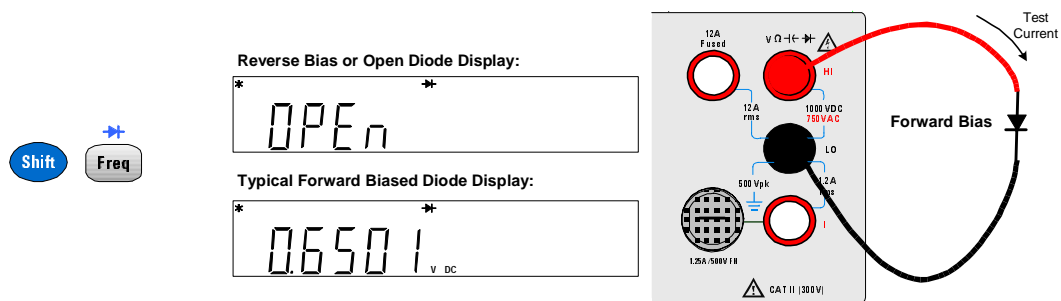 Shift
Freq
Reverse Bias or Open Diode Display:
*
OPEn
Typical Forward Biased Diode Display:
*
0.6501 V DC
12A
Fused
V Ω
HI
12A
rms
1000 VDC
750VAC
LO
500 Vpk
1.2A
rms
I
1.25A/500V FH
CAT II (300V)
Test
Current
Forward Bias